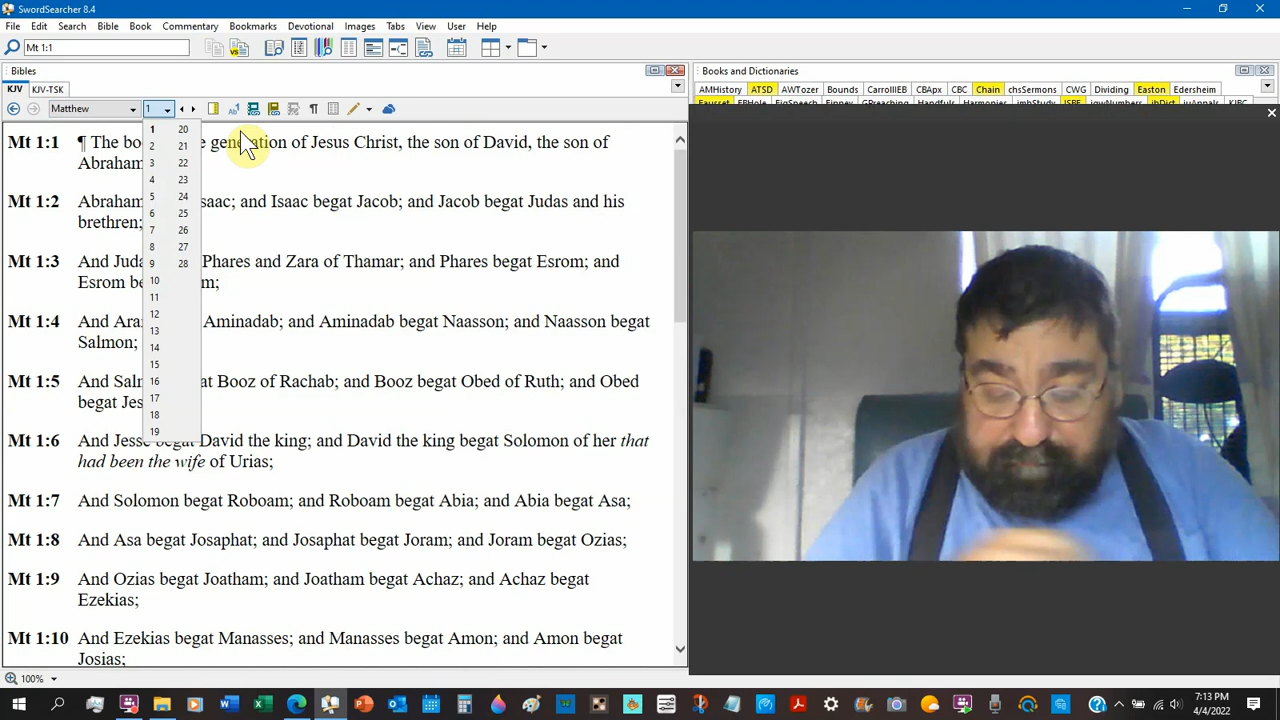 SwordSearcher 8.4
File Edit Search Bible Book Commentary Bookmarks Devotional Images Tabs View User Help
Mt 1:1
Bibles
Books and Dictionaries
KJV KJV-TSK
AMHistory ATSD AWTozer Bounds CarrollEB CBApx CBC Chain chsSermons Dividing Easton Edersheim
Matthew 1
Mt 1:1 ¶ The boo e generation of Jesus Christ, the son of David, the son of
Abraham
Mt 1:2 Abraham saac; and Isaac begat Jacob; and Jacob begat Judas and his
brethren;
Mt 1:3 And Juda Phares and Zara of Thamar; and Phares begat Esrom; and
Esrom be m;
Mt 1:4 And Aram Aminadab; and Aminadab begat Naasson; and Naasson begat
Salmon;
Mt 1:5 And Salm at Booz of Rachab; and Booz begat Obed of Ruth; and Obed
begat Jes
Mt 1:6 And Jesse begat David the king; and David the king begat Solomon of her that
had been the wife of Urias;
Mt 1:7 And Solomon begat Roboam; and Roboam begat Abia; and Abia begat Asa;
Mt 1:8 And Asa begat Josaphat; and Josaphat begat Joram; and Joram begat Ozias;
Mt 1:9 And Ozias begat Joatham; and Joatham begat Achaz; and Achaz begat
Ezekias;
Mt 1:10 And Ezekias begat Manasses; and Manasses begat Amon; and Amon begat
Josias;
1 20
2 21
3 22
4 23
5 24
6 25
7 26
8 27
9 28
10
11
12
13
14
15
16
17
18
19
100%
7:13 PM
4/4/2022